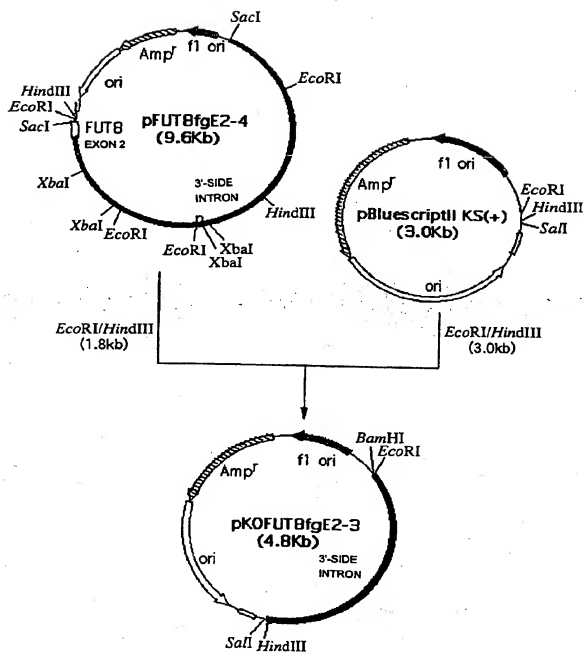 SacI
Ampr
f1 ori
EcoRI
ori
HindIII
EcoRI
SacI
FUT8
EXON 2
pFUT8fgE2-4
(9.6Kb)
XbaI
XbaI
EcoRI
3'-SIDE
INTRON
HindIII
EcoRI
XbaI
XbaI
f1 ori
Ampr
EcoRI
HindIII
SalI
pBluescriptII KS(+)
(3.0Kb)
ori
EcoRI/HindIII
(1.8kb)
EcoRI/HindIII
(3.0kb)
BamHI
EcoRI
f1 ori
Ampr
pKOFUT8fgE2-3
(4.8Kb)
ori
3'-SIDE
INTRON
SalI
HindIII